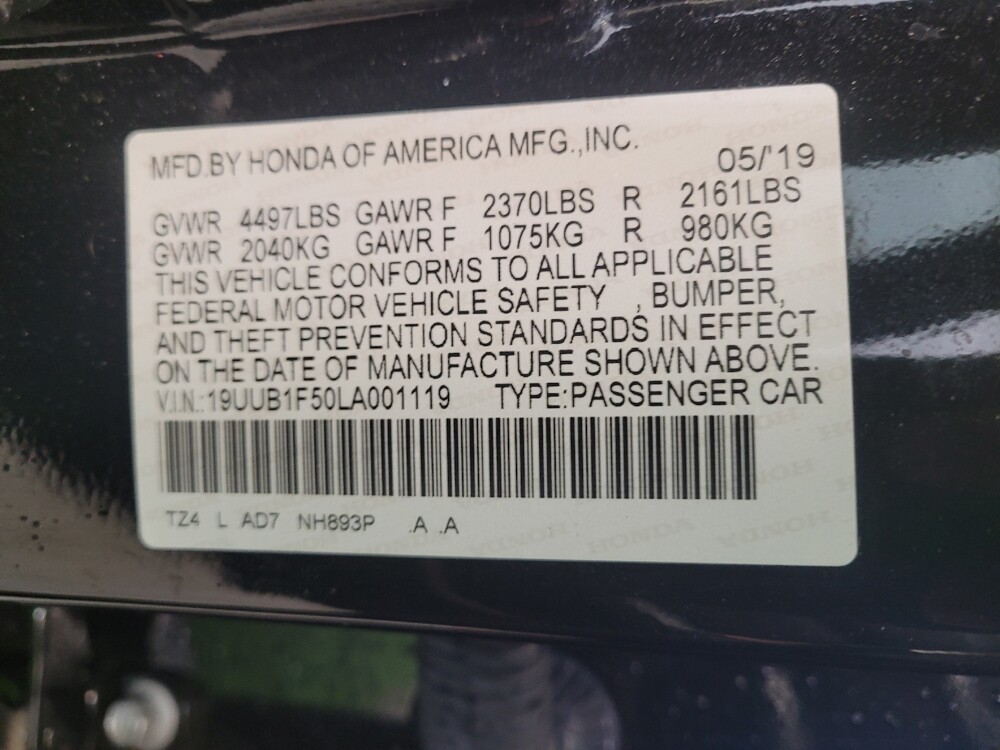 MFD.BY HONDA OF AMERICA MFG.,INC. 05/'19
GVWR 4497LBS GAWR F 2370LBS R 2161LBS
GVWR 2040KG GAWR F 1075KG R 980KG
THIS VEHICLE CONFORMS TO ALL APPLICABLE
FEDERAL MOTOR VEHICLE SAFETY , BUMPER,
AND THEFT PREVENTION STANDARDS IN EFFECT
ON THE DATE OF MANUFACTURE SHOWN ABOVE.
V.I.N.:19UUB1F50LA001119 TYPE:PASSENGER CAR
TZ4 L AD7 NH893P .A .A